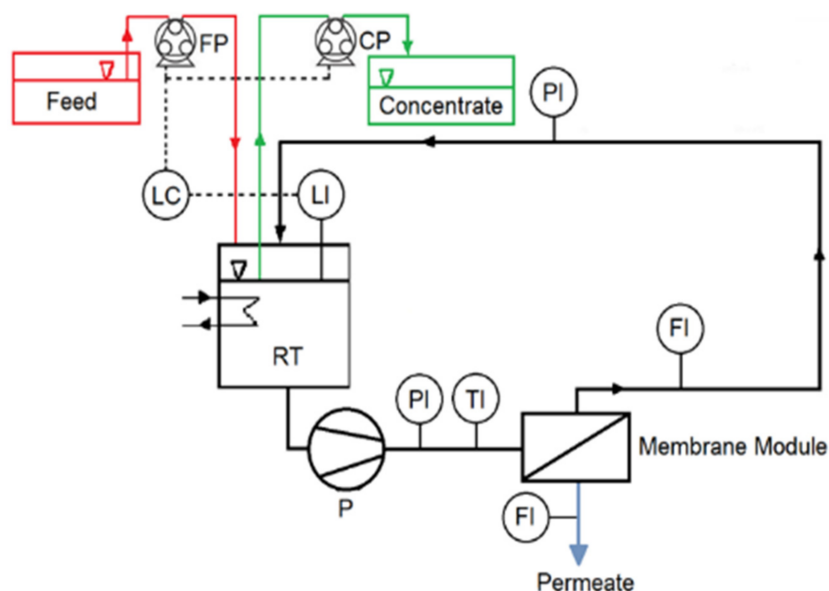 FP
CP
Feed
Concentrate
PI
LC
LI
FI
RT
PI
TI
Membrane Module
P
FI
Permeate